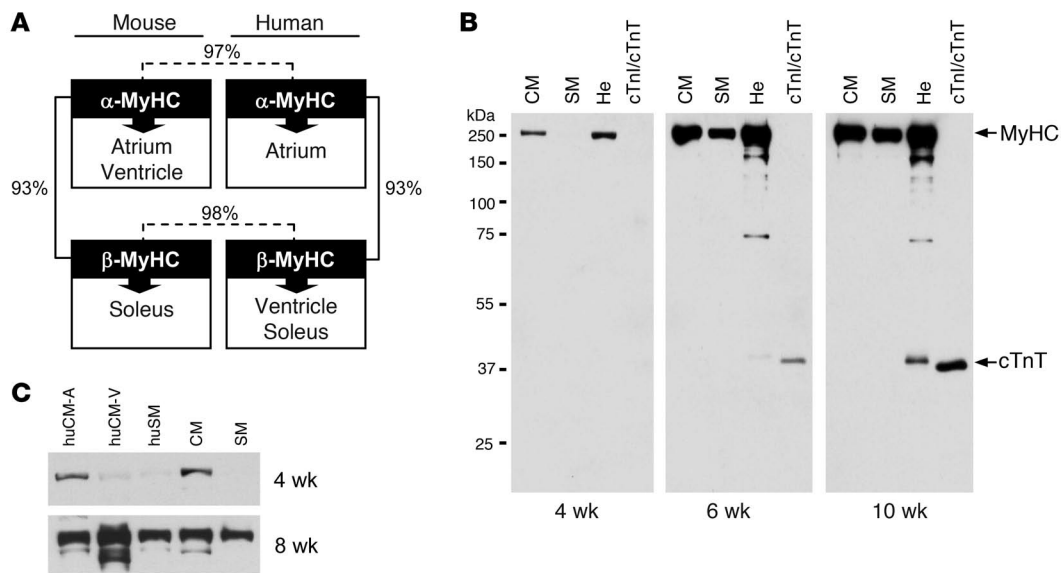 A
Mouse Human
97%
α-MyHC α-MyHC
Atrium
Ventricle
Atrium
93% 93%
98%
β-MyHC β-MyHC
Soleus
Ventricle
Soleus
B
CM SM He cTnI/cTnT CM SM He cTnI/cTnT CM SM He cTnI/cTnT
kDa
250
150
100
75
55
37
25
MyHC
cTnT
4 wk 6 wk 10 wk
C
huCM-A huCM-V huSM CM SM
4 wk
8 wk